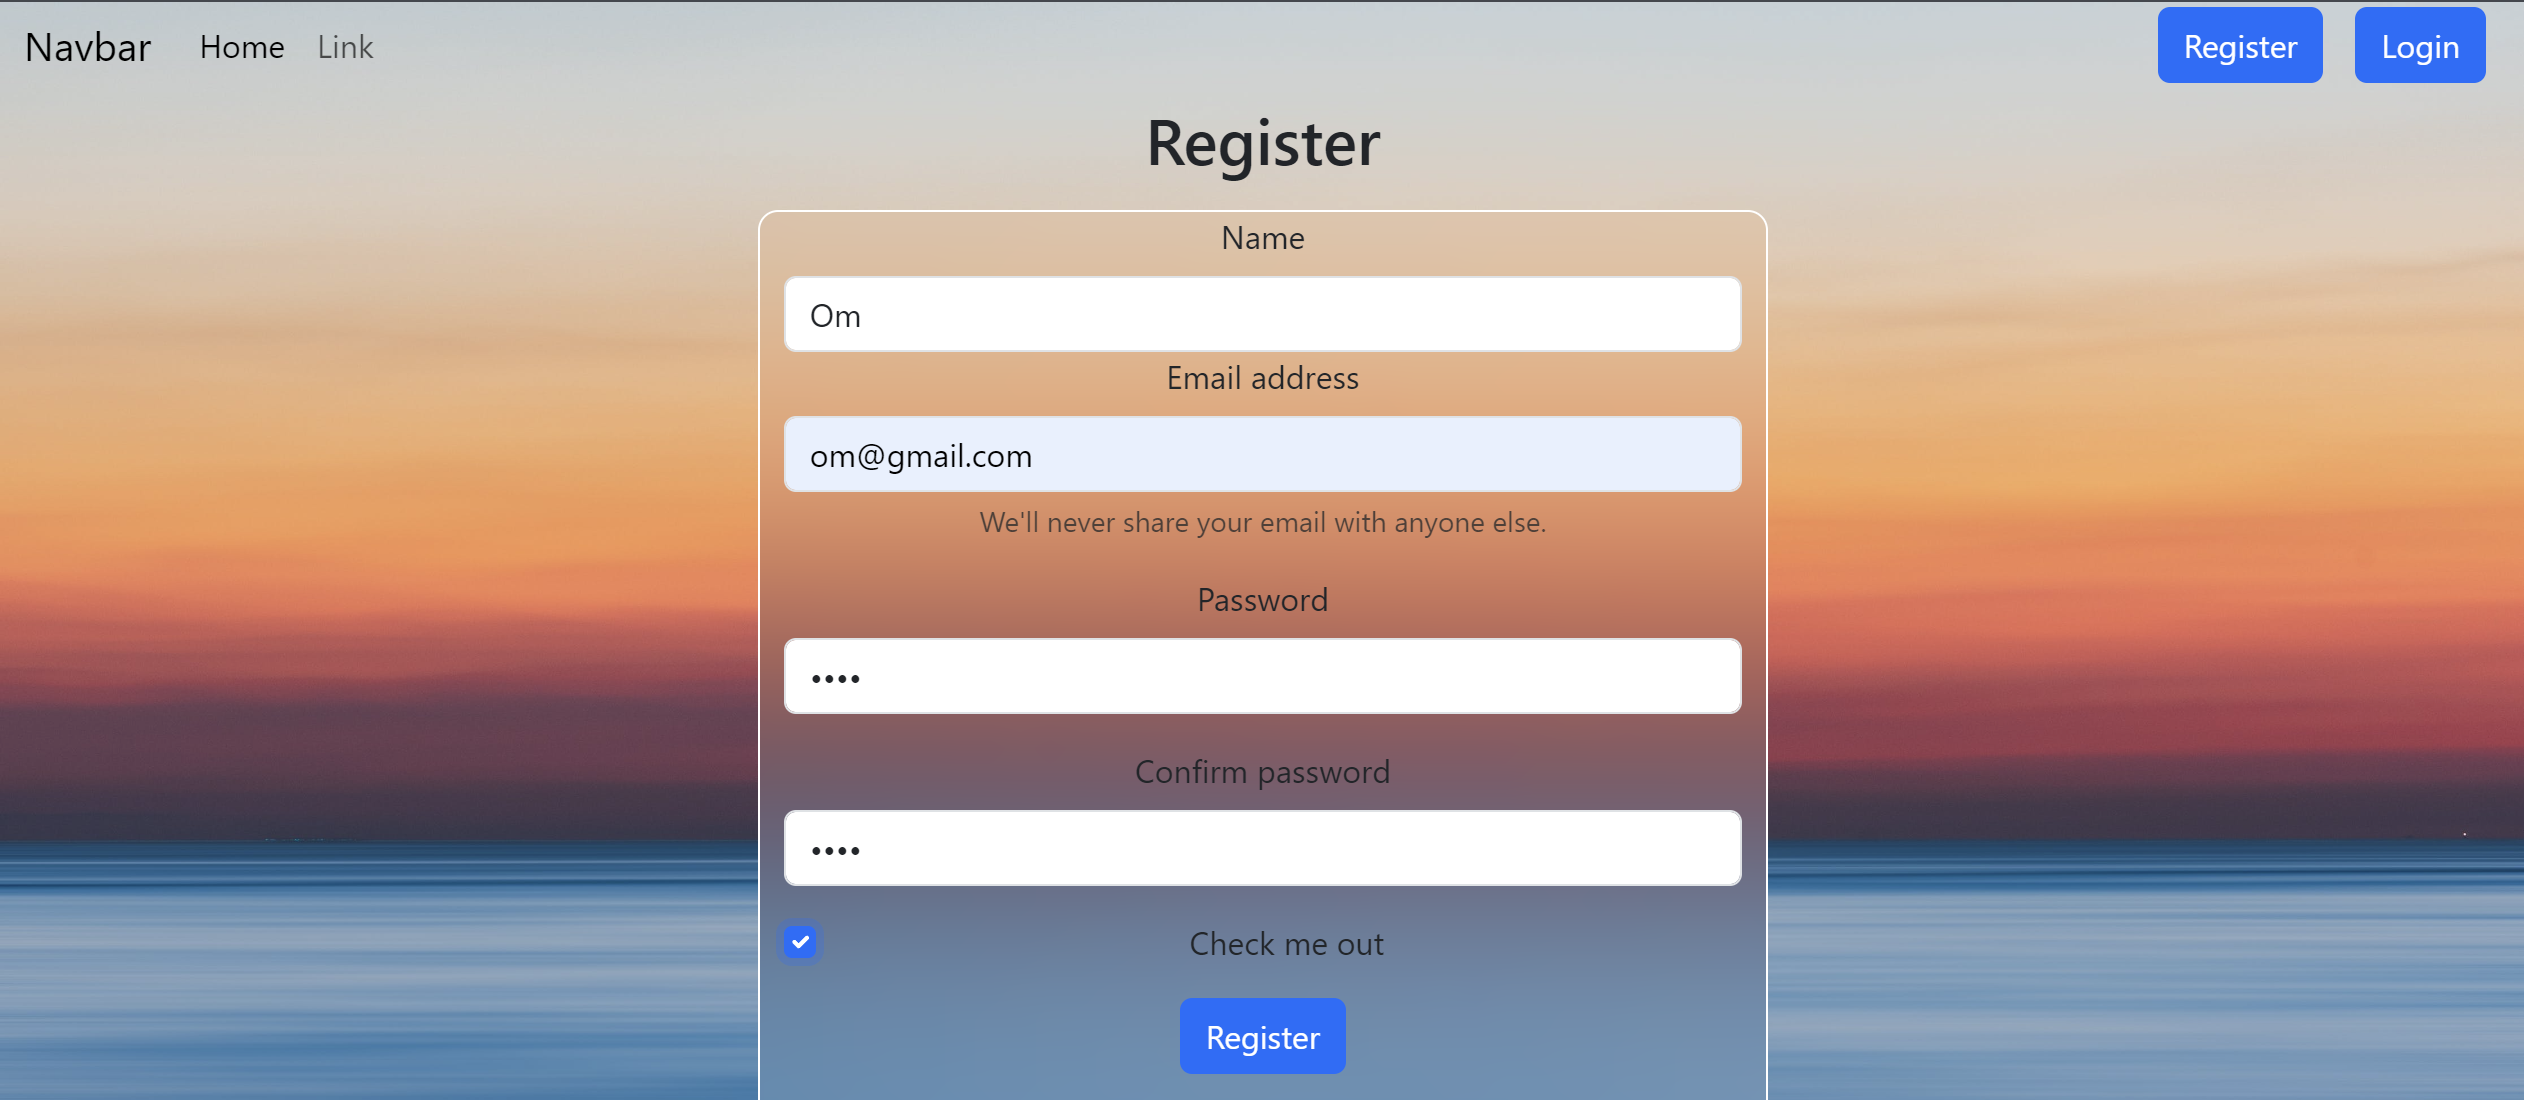 Navbar Home Link Register Login
Register
Name
Om
Email address
om@gmail.com
We'll never share your email with anyone else.
Password
••••
Confirm password
••••
Check me out
Register